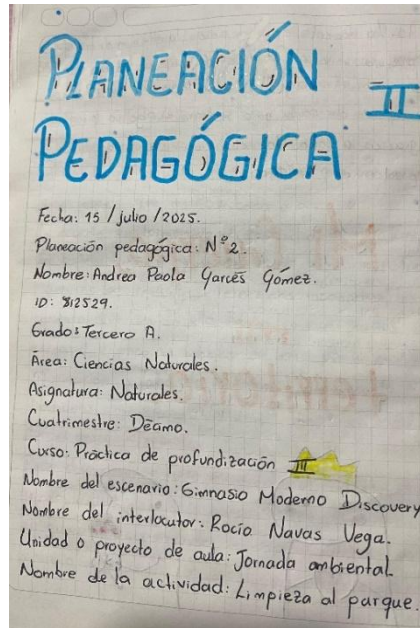 PLANEACIÓN II
PEDAGÓGICA
Fecha: 15 / julio / 2025.
Planeación pedagógica: N° 2.
Nombre: Andrea Paola Garcés Gómez.
ID: 812529.
Grado: Tercero A.
Área: Ciencias Naturales.
Asignatura: Naturales.
Cuatrimestre: Décimo.
Curso: Práctica de profundización III
Nombre del escenario: Gimnasio Moderno Discovery
Nombre del interlocutor: Rocío Navas Vega.
Unidad o proyecto de aula: Jornada ambiental
Nombre de la actividad: Limpieza al parque.